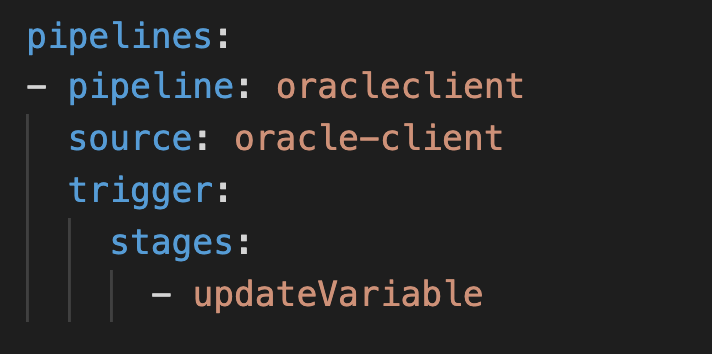 pipelines:
- pipeline: oracleclient
source: oracle-client
trigger:
stages:
- updateVariable